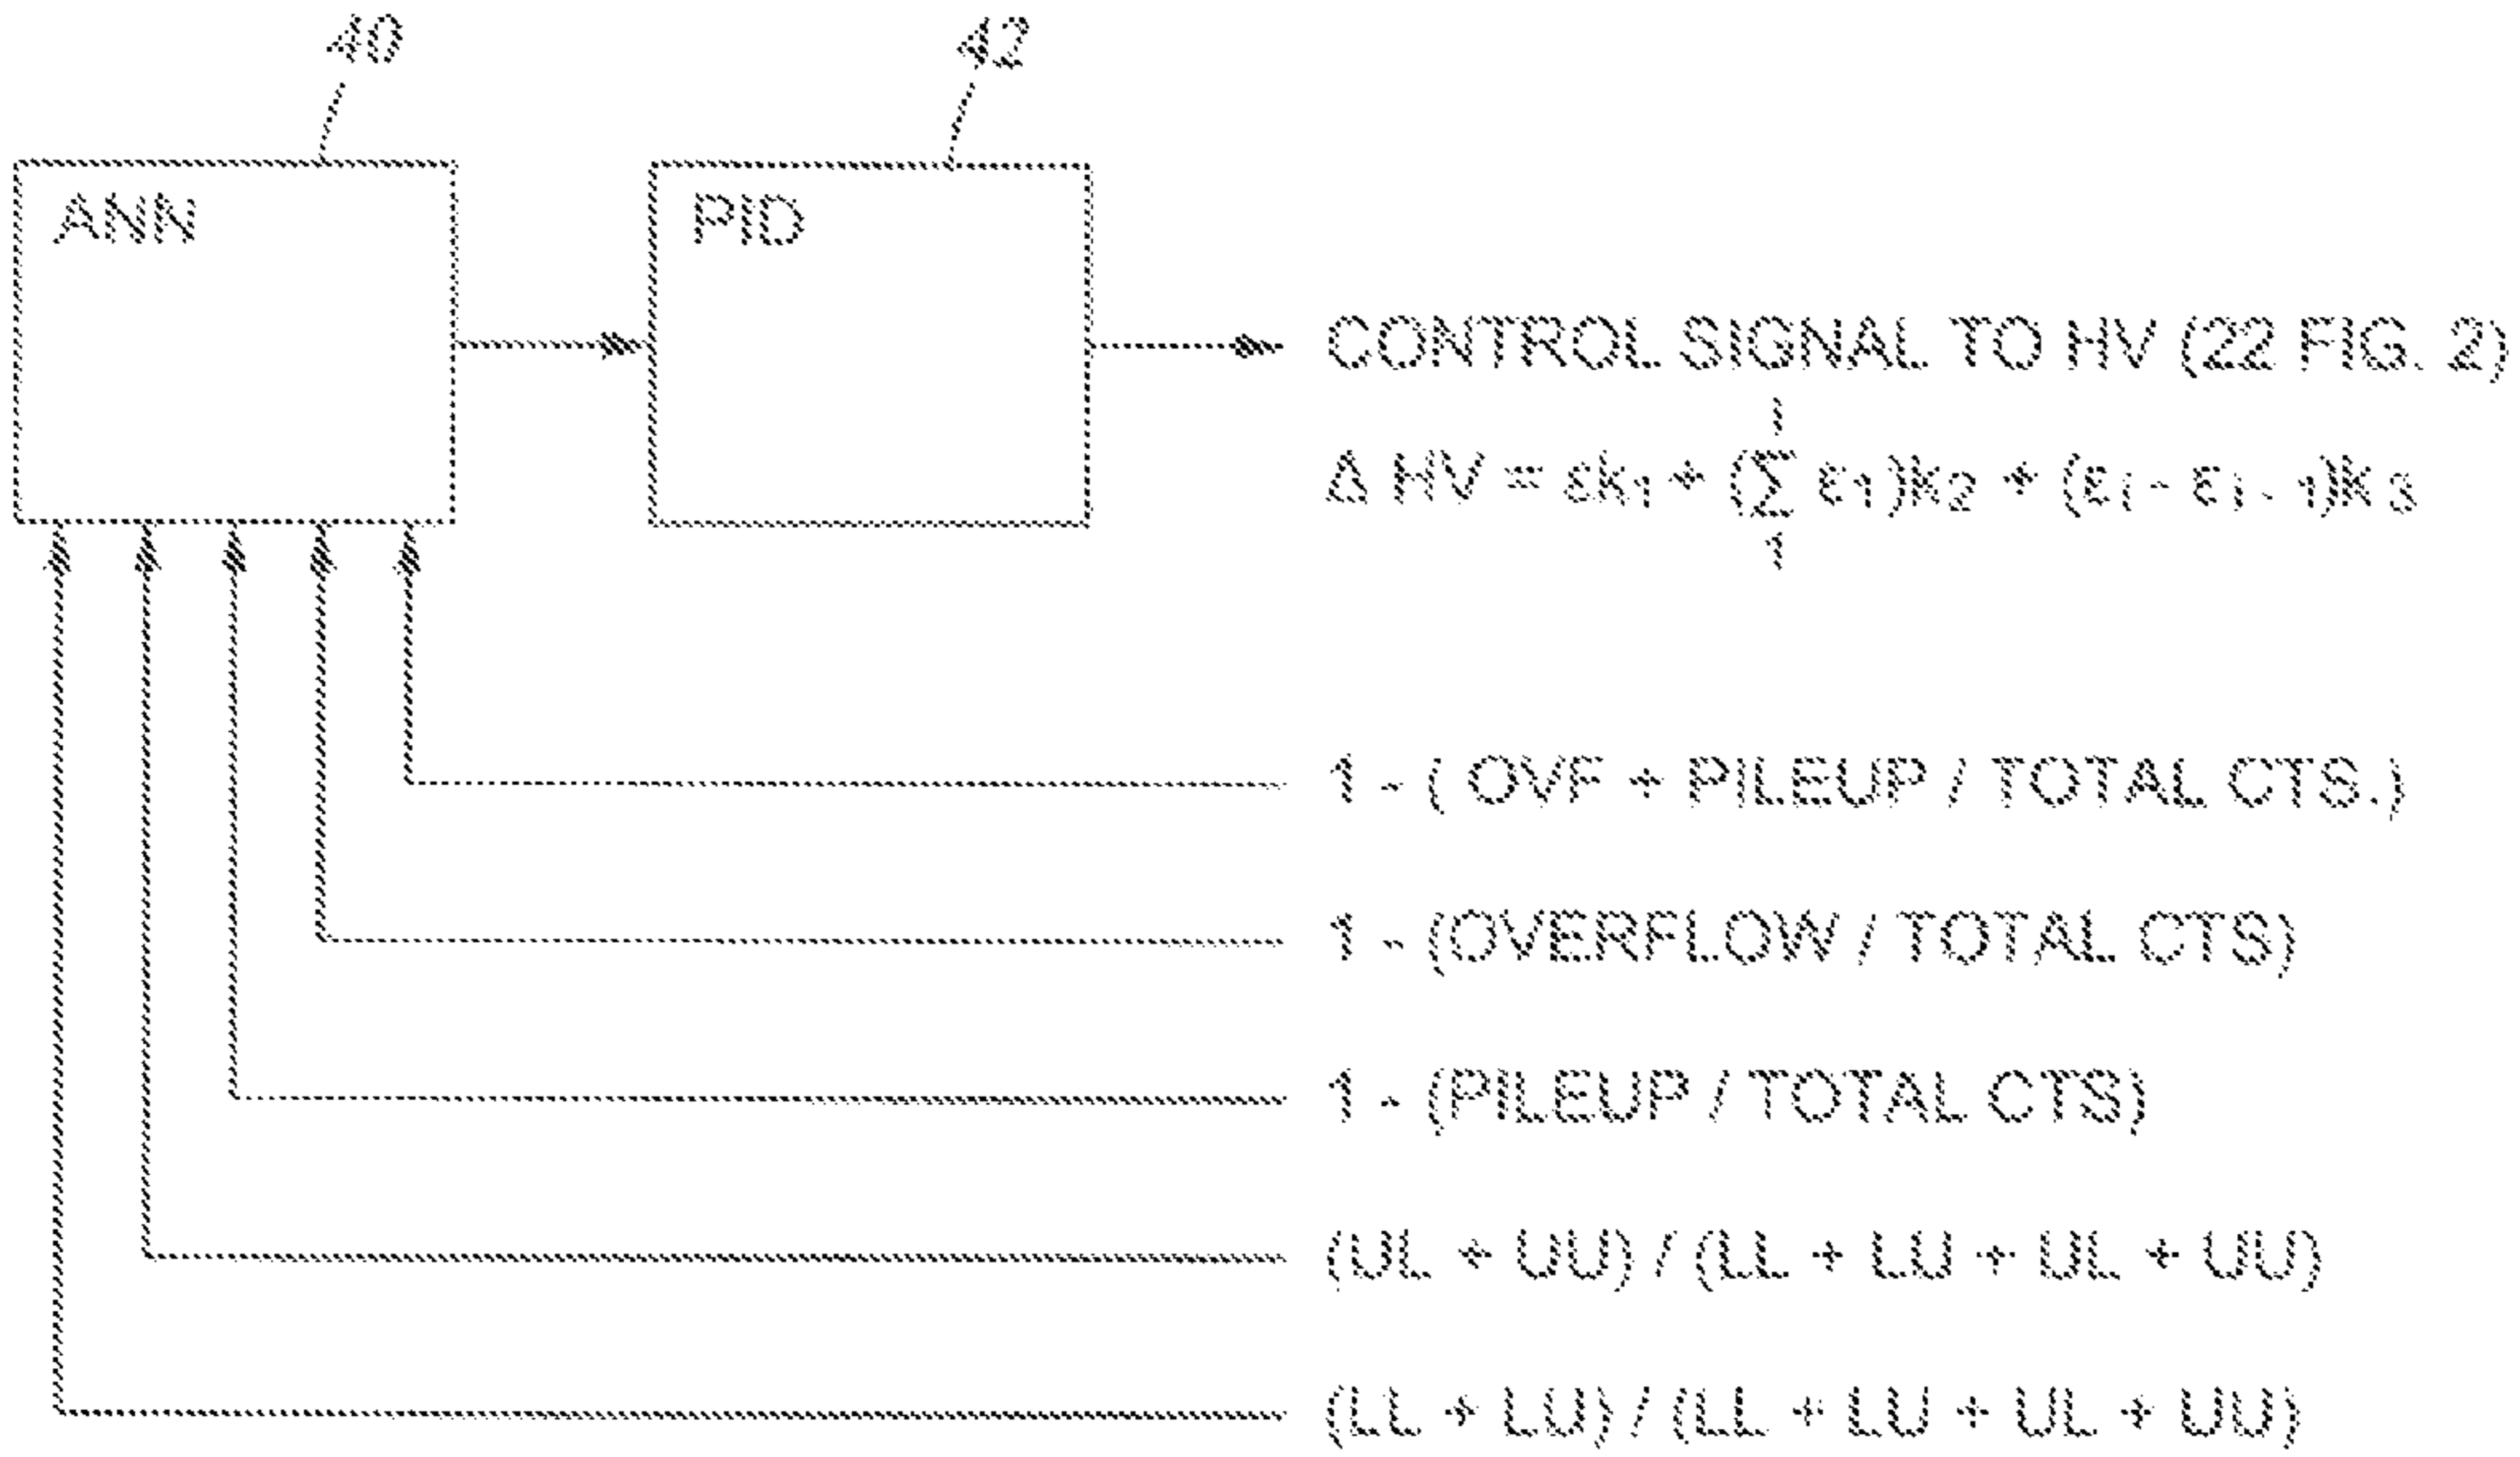 40 42
ANN PID
CONTROL SIGNAL TO HV (22 FIG. 2)
1
Δ HV = εk1 + (∑ ε1)k2 + (εi - εi - 1)k3
1
1 - ( OVF + PILEUP / TOTAL CTS.)
1 - (OVERFLOW / TOTAL CTS)
1 - (PILEUP / TOTAL CTS)
(UL + UU) / (LL + LU + UL + UU)
(LL + LU) / (LL + LU + UL + UU)